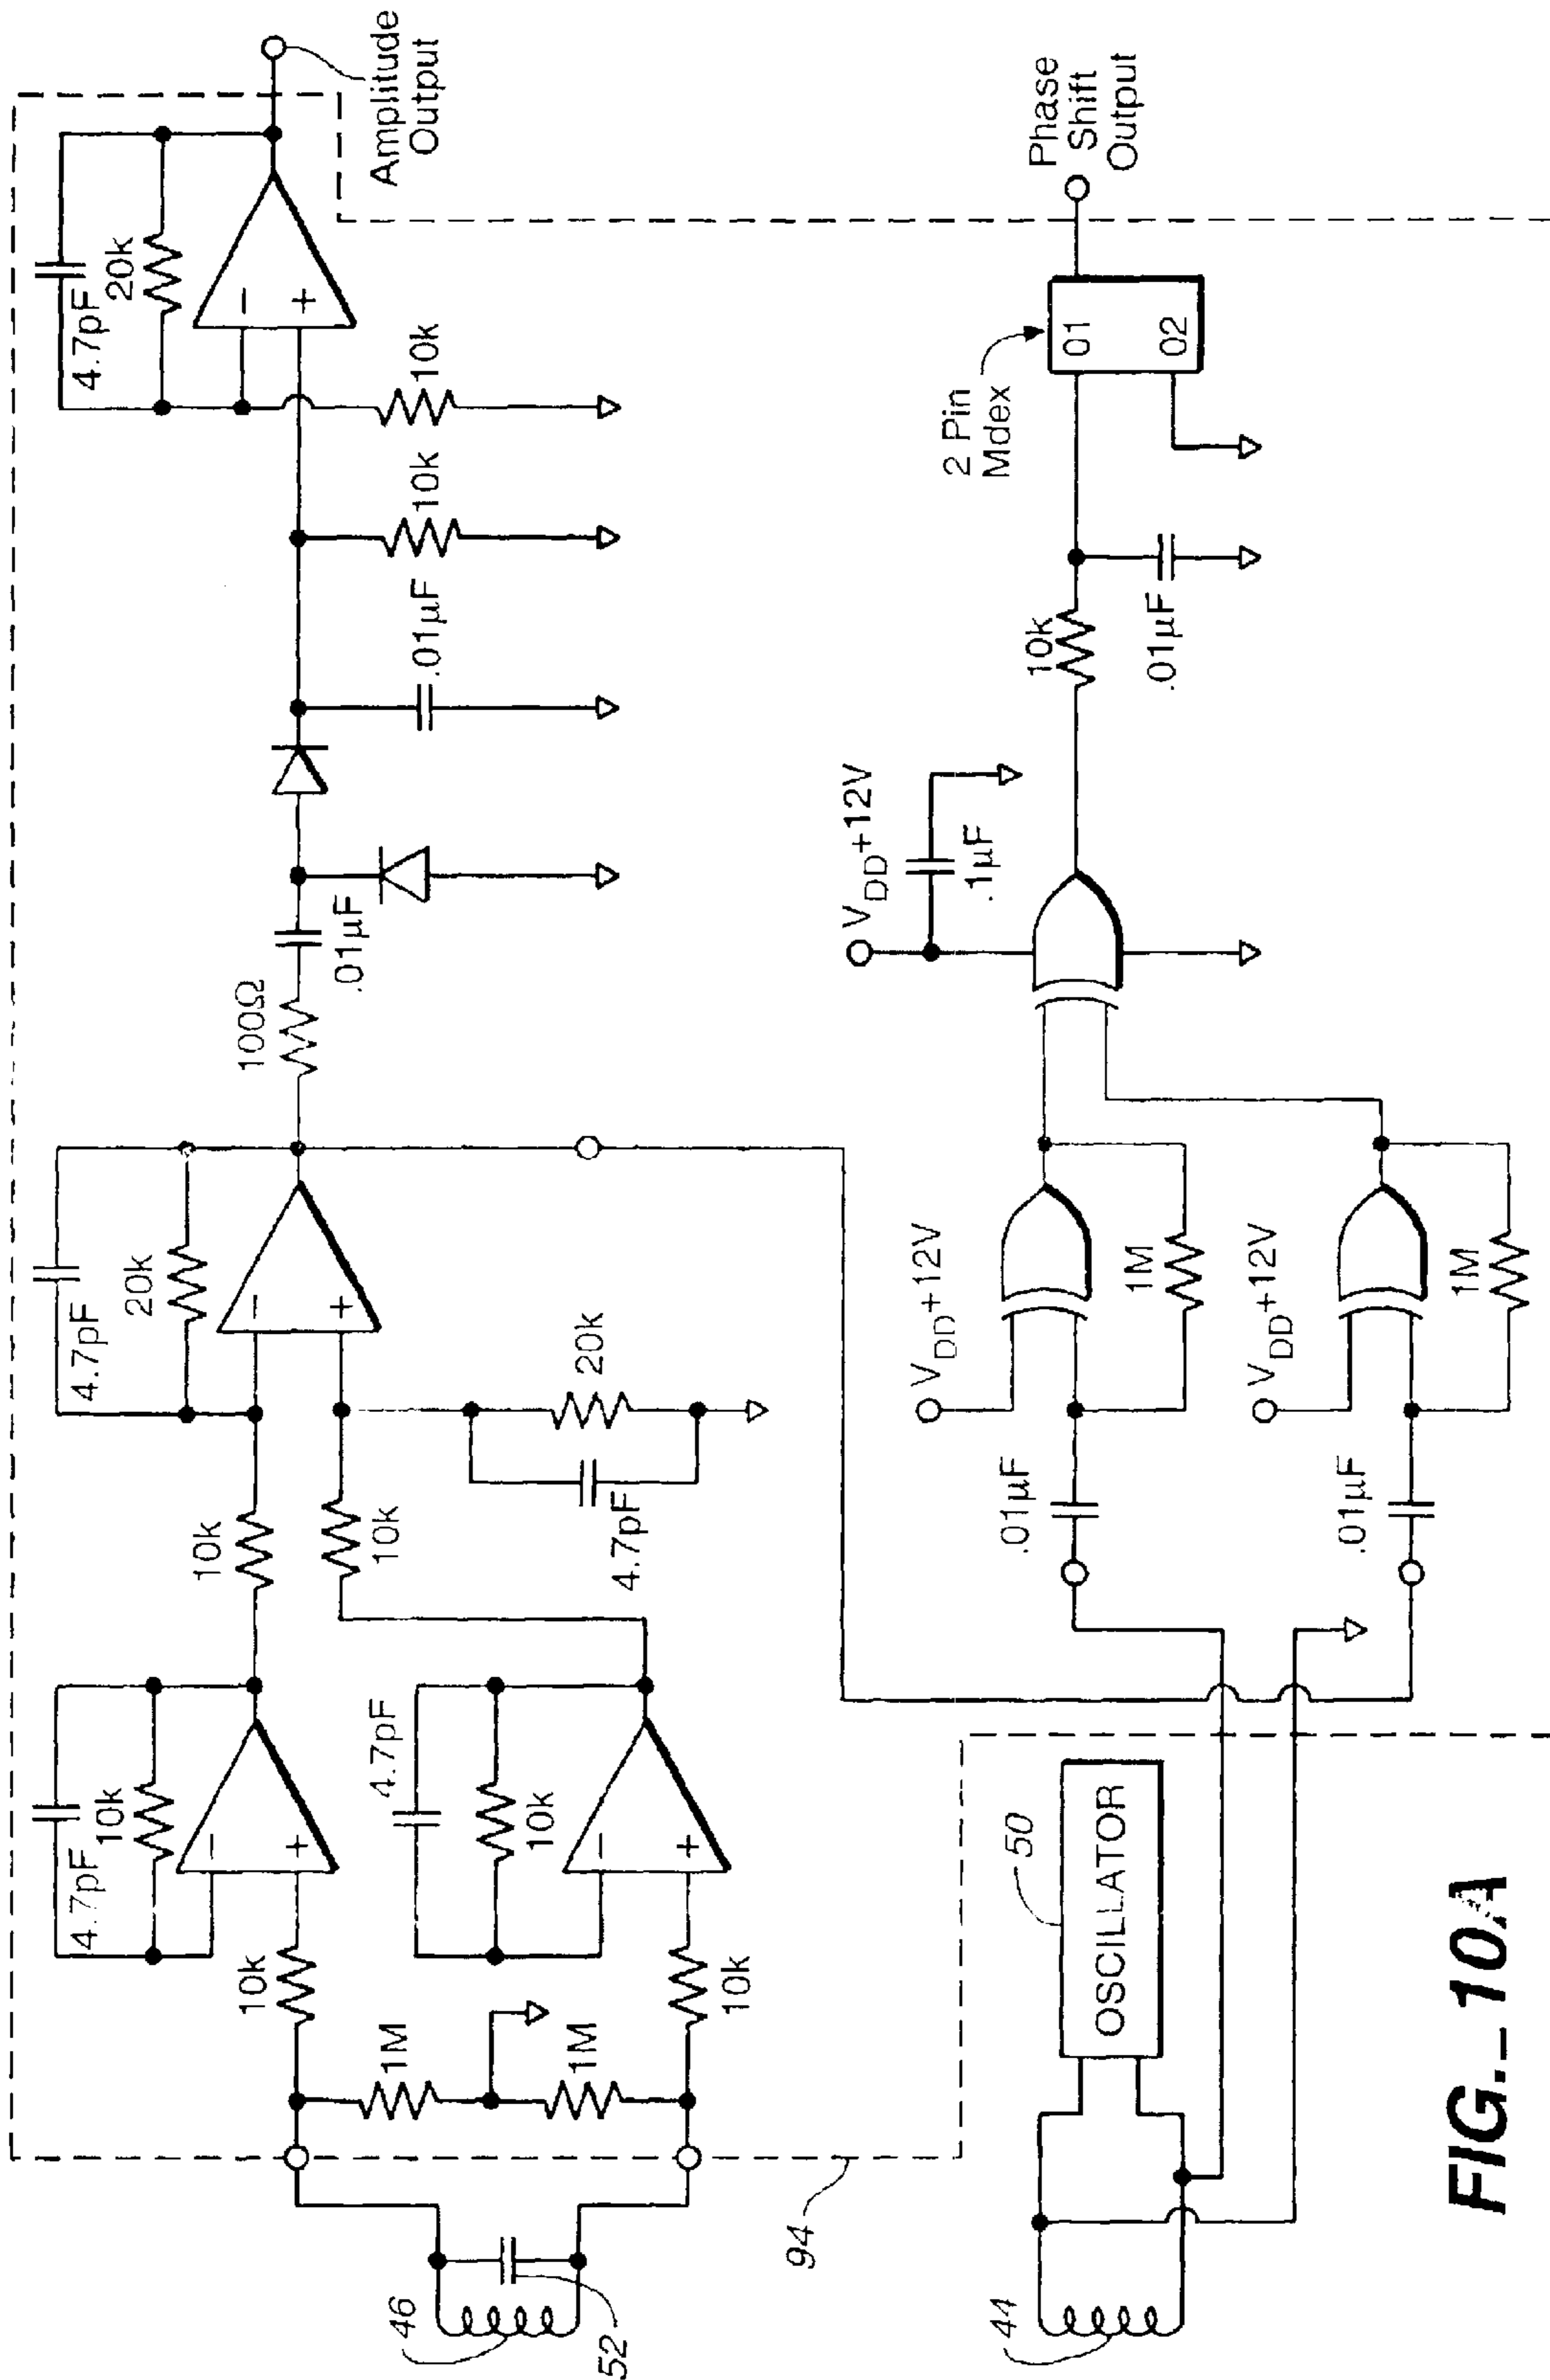 4.7pF
10k
10k
1M
1M
10k
4.7pF
10k
10k
10k
4.7pF
20k
4.7pF
20k
100Ω
.01µF
.01µF
10k
10k
4.7pF
20k
Amplitude
Output
46
52
94
44
50
OSCILLATOR
.01µF
VDD+12V
1M
.01µF
VDD+12V
1M
VDD+12V
.1µF
10k
.01µF
2 Pin
Mdex
01
02
Phase
Shift
Output
−
+
−
+
−
+
−
+
FIG._10A